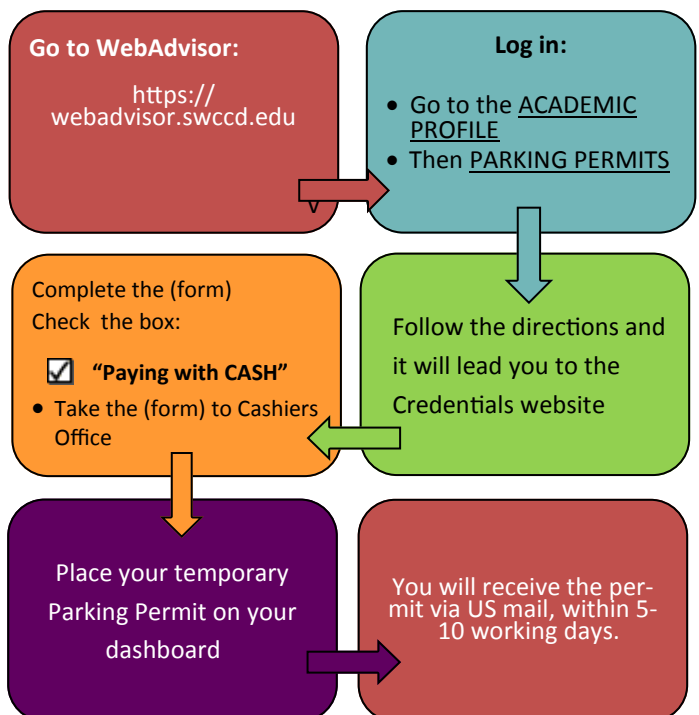 Go to WebAdvisor:
https://
webadvisor.swccd.edu
V
Log in:
• Go to the ACADEMIC
PROFILE
• Then PARKING PERMITS
Follow the directions and
it will lead you to the
Credentials website
Complete the (form)
Check the box:
☑ “Paying with CASH”
• Take the (form) to Cashiers
Office
Place your temporary
Parking Permit on your
dashboard
You will receive the per-
mit via US mail, within 5-
10 working days.